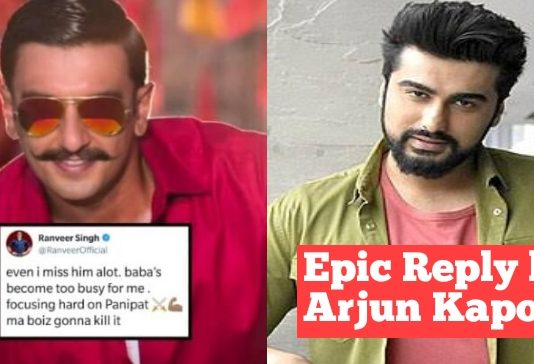 Ranveer Singh
@RanveerOfficial
even i miss him alot. baba's
become too busy for me .
focusing hard on Panipat ⚔️💪🏽
ma boiz gonna kill it
Epic Reply
Arjun Kapo